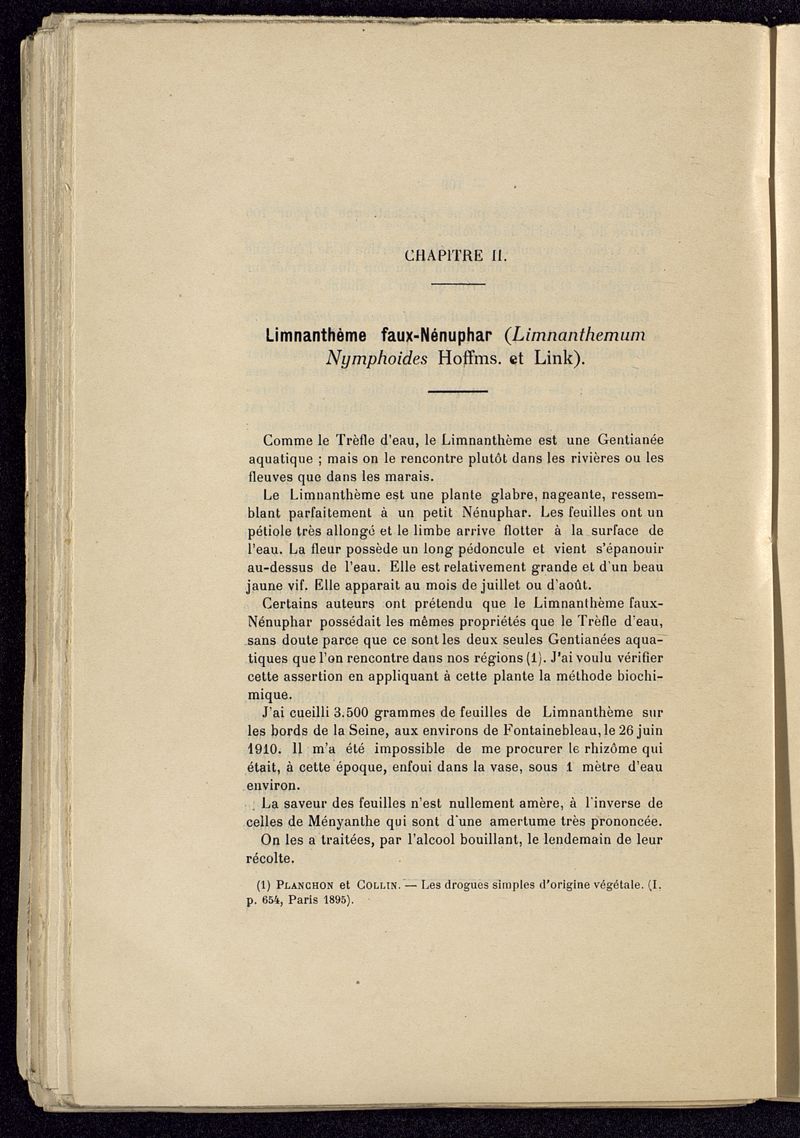 CHAPITRE II.
Limnanthème faux-Nénuphar (Limnanthemum
Nymphoides Hoffms. et Link).
Comme le Trèfle d'eau, le Limnanthème est une Gentianée
aquatique ; mais on le rencontre plutôt dans les rivières ou les
fleuves que dans les marais.
Le Limnanthème est une plante glabre, nageante, ressem-
blant parfaitement à un petit Nénuphar. Les feuilles ont un
pétiole très allongé et le limbe arrive flotter à la surface de
l'eau. La fleur possède un long pédoncule et vient s'épanouir
au-dessus de l'eau. Elle est relativement grande et d'un beau
jaune vif. Elle apparait au mois de juillet ou d'août.
Certains auteurs ont prétendu que le Limnanthème faux-
Nénuphar possédait les mêmes propriétés que le Trèfle d'eau,
sans doute parce que ce sont les deux seules Gentianées aqua-
tiques que l'on rencontre dans nos régions (1). J'ai voulu vérifier
cette assertion en appliquant à cette plante la méthode biochi-
mique.
J'ai cueilli 3.500 grammes de feuilles de Limnanthème sur
les bords de la Seine, aux environs de Fontainebleau, le 26 juin
1910. Il m'a été impossible de me procurer le rhizôme qui
était, à cette époque, enfoui dans la vase, sous 1 mètre d'eau
environ.
La saveur des feuilles n'est nullement amère, à l'inverse de
celles de Ményanthe qui sont d'une amertume très prononcée.
On les a traitées, par l'alcool bouillant, le lendemain de leur
récolte.
(1) PLANCHON et COLLIN. — Les drogues simples d'origine végétale. (I.
p. 654, Paris 1895).